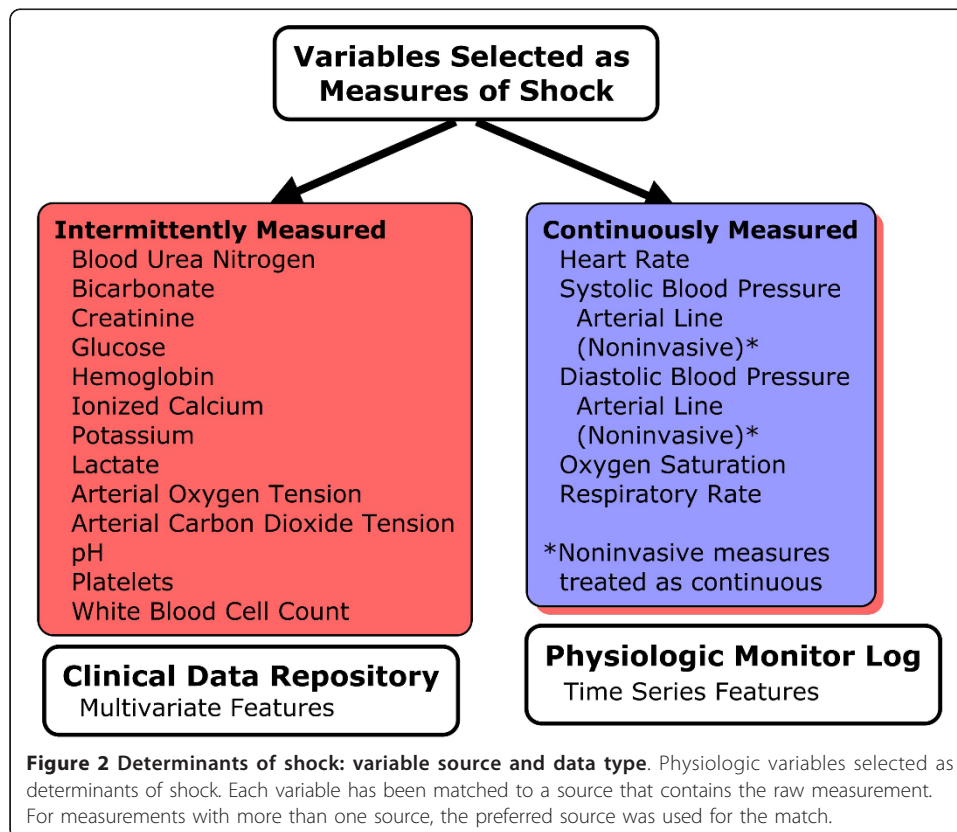 Variables Selected as
Measures of Shock
Intermittently Measured
Blood Urea Nitrogen
Bicarbonate
Creatinine
Glucose
Hemoglobin
Ionized Calcium
Potassium
Lactate
Arterial Oxygen Tension
Arterial Carbon Dioxide Tension
pH
Platelets
White Blood Cell Count
Clinical Data Repository
Multivariate Features
Continuously Measured
Heart Rate
Systolic Blood Pressure
Arterial Line
(Noninvasive)*
Diastolic Blood Pressure
Arterial Line
(Noninvasive)*
Oxygen Saturation
Respiratory Rate
*Noninvasive measures
treated as continuous
Physiologic Monitor Log
Time Series Features
Figure 2 Determinants of shock: variable source and data type. Physiologic variables selected as
determinants of shock. Each variable has been matched to a source that contains the raw measurement.
For measurements with more than one source, the preferred source was used for the match.